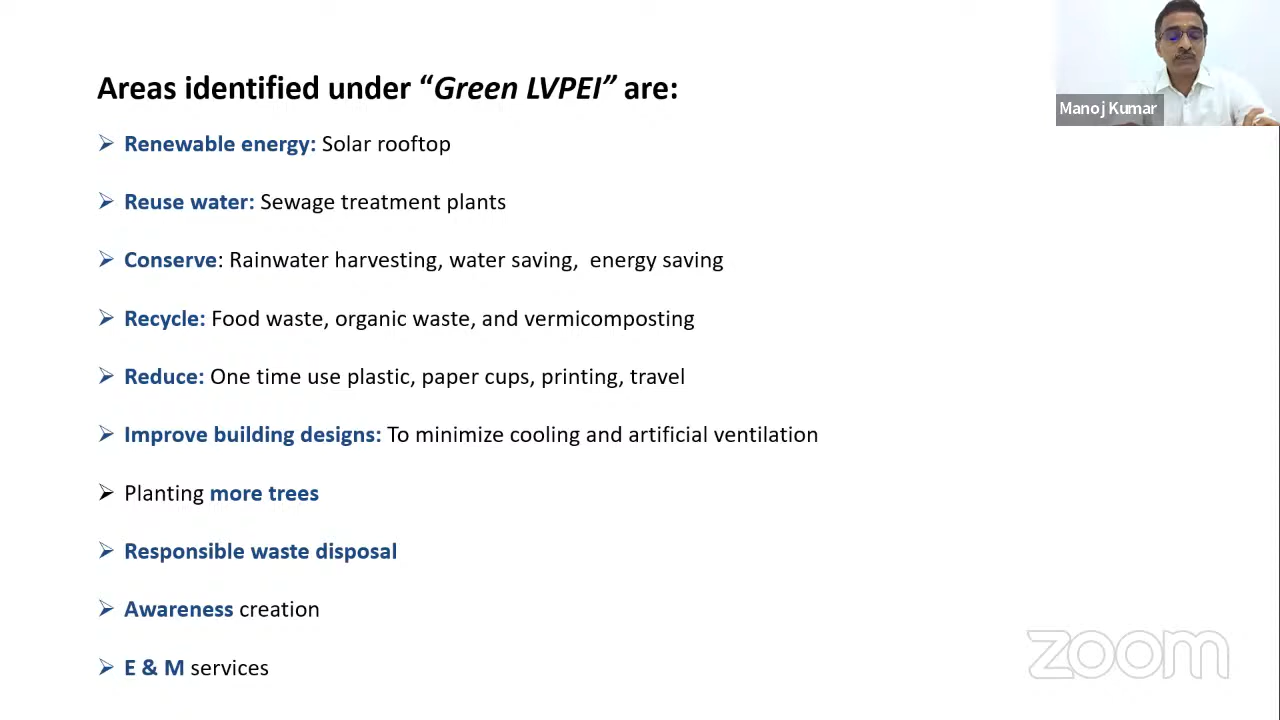 Areas identified under “Green LVPEI” are:
Manoj Kumar
➢ Renewable energy: Solar rooftop
➢ Reuse water: Sewage treatment plants
➢ Conserve: Rainwater harvesting, water saving,  energy saving
➢ Recycle: Food waste, organic waste, and vermicomposting
➢ Reduce: One time use plastic, paper cups, printing, travel
➢ Improve building designs: To minimize cooling and artificial ventilation
➢ Planting more trees
➢ Responsible waste disposal
➢ Awareness creation
➢ E & M services
zoom